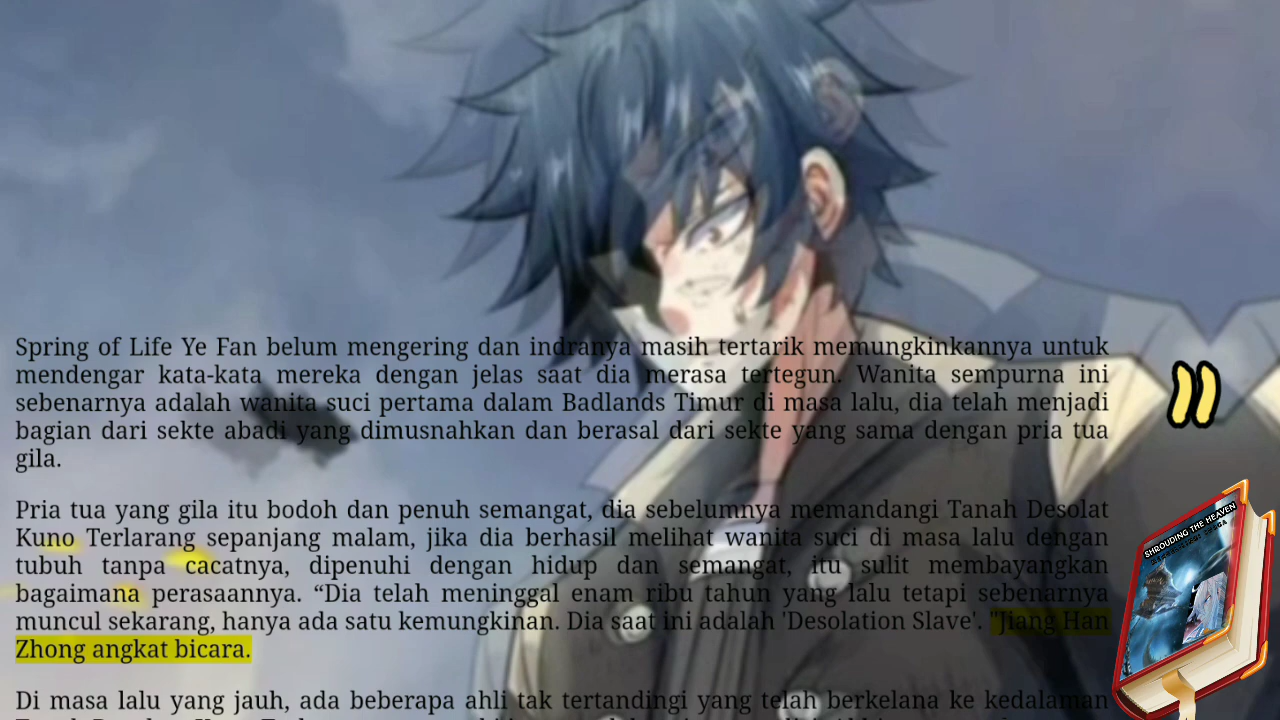 Spring of Life Ye Fan belum mengering dan indranya masih tertarik memungkinkannya untuk
mendengar kata-kata mereka dengan jelas saat dia merasa tertegun. Wanita sempurna ini
sebenarnya adalah wanita suci pertama dalam Badlands Timur di masa lalu, dia telah menjadi
bagian dari sekte abadi yang dimusnahkan dan berasal dari sekte yang sama dengan pria tua
gila.
Pria tua yang gila itu bodoh dan penuh semangat, dia sebelumnya memandangi Tanah Desolat
Kuno Terlarang sepanjang malam, jika dia berhasil melihat wanita suci di masa lalu dengan
tubuh tanpa cacatnya, dipenuhi dengan hidup dan semangat, itu sulit membayangkan
bagaimana perasaannya. “Dia telah meninggal enam ribu tahun yang lalu tetapi sebenarnya
muncul sekarang, hanya ada satu kemungkinan. Dia saat ini adalah 'Desolation Slave'. "Jiang Han
Zhong angkat bicara.
Di masa lalu yang jauh, ada beberapa ahli tak tertandingi yang telah berkelana ke kedalaman
SHROUDING THE HEAVEN